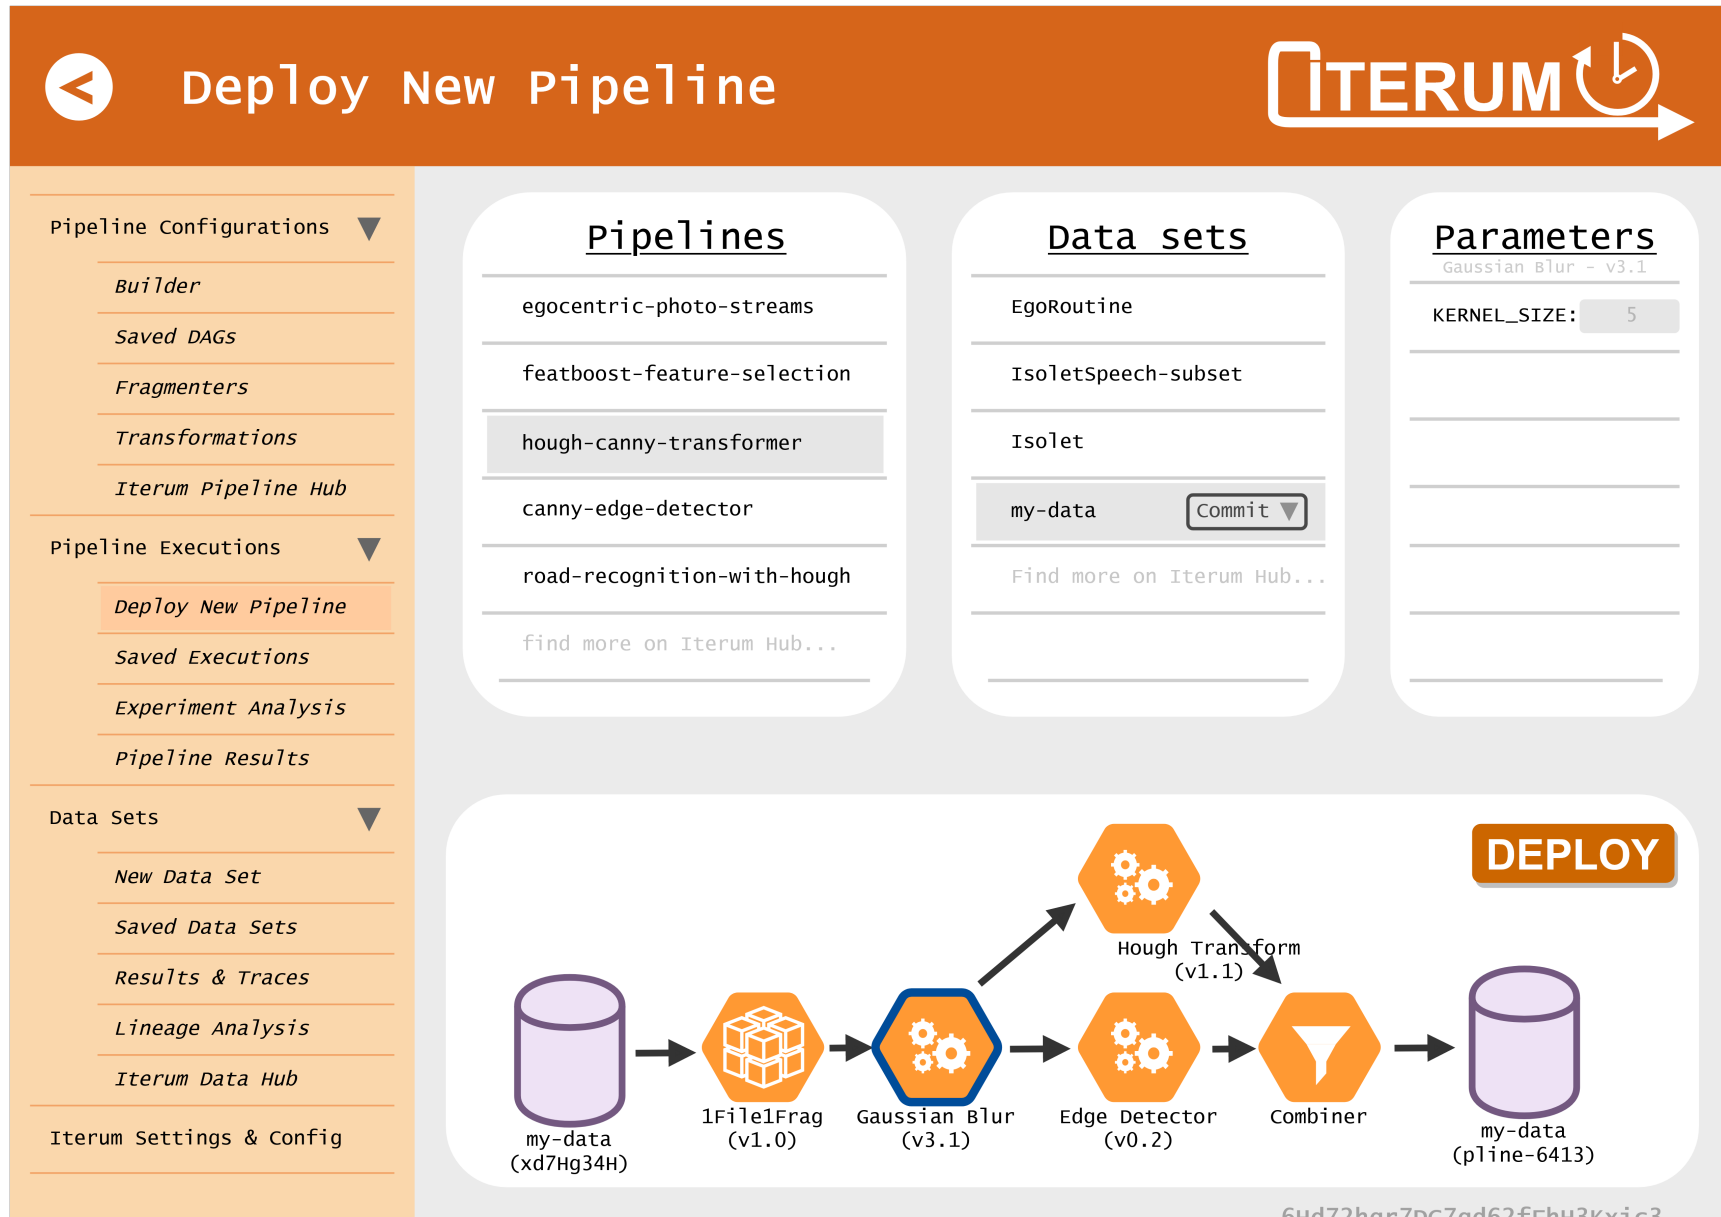 Deploy New Pipeline
ITERUM
Pipeline Configurations
Builder
Saved DAGs
Fragmenters
Transformations
Iterum Pipeline Hub
Pipeline Executions
Deploy New Pipeline
Saved Executions
Experiment Analysis
Pipeline Results
Data Sets
New Data Set
Saved Data Sets
Results & Traces
Lineage Analysis
Iterum Data Hub
Iterum Settings & Config
Pipelines
egocentric-photo-streams
featboost-feature-selection
hough-canny-transformer
canny-edge-detector
road-recognition-with-hough
find more on Iterum Hub...
Data sets
EgoRoutine
IsoletSpeech-subset
Isolet
my-data Commit
Find more on Iterum Hub...
Parameters
Gaussian Blur - v3.1
KERNEL_SIZE: 5
DEPLOY
Hough Transform
(v1.1)
my-data
(xd7Hg34H)
1File1Frag
(v1.0)
Gaussian Blur
(v3.1)
Edge Detector
(v0.2)
Combiner
my-data
(pline-6413)